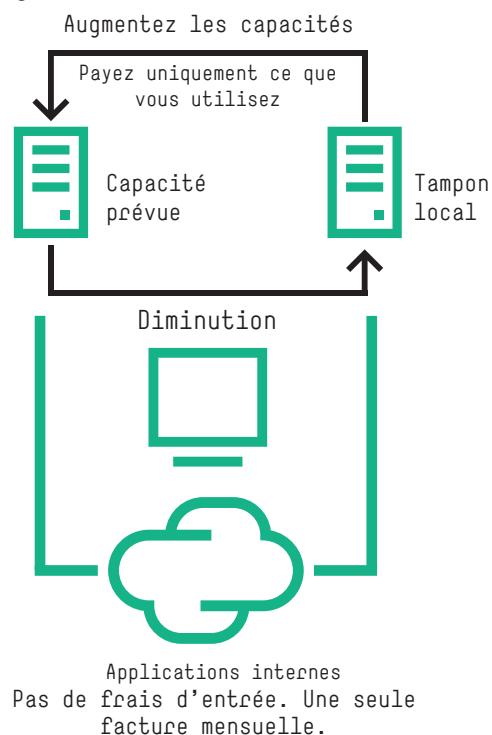 Augmentez les capacités
Payez uniquement ce que
vous utilisez
Capacité
prévue
Tampon
local
Diminution
Applications internes
Pas de frais d'entrée. Une seule
facture mensuelle.